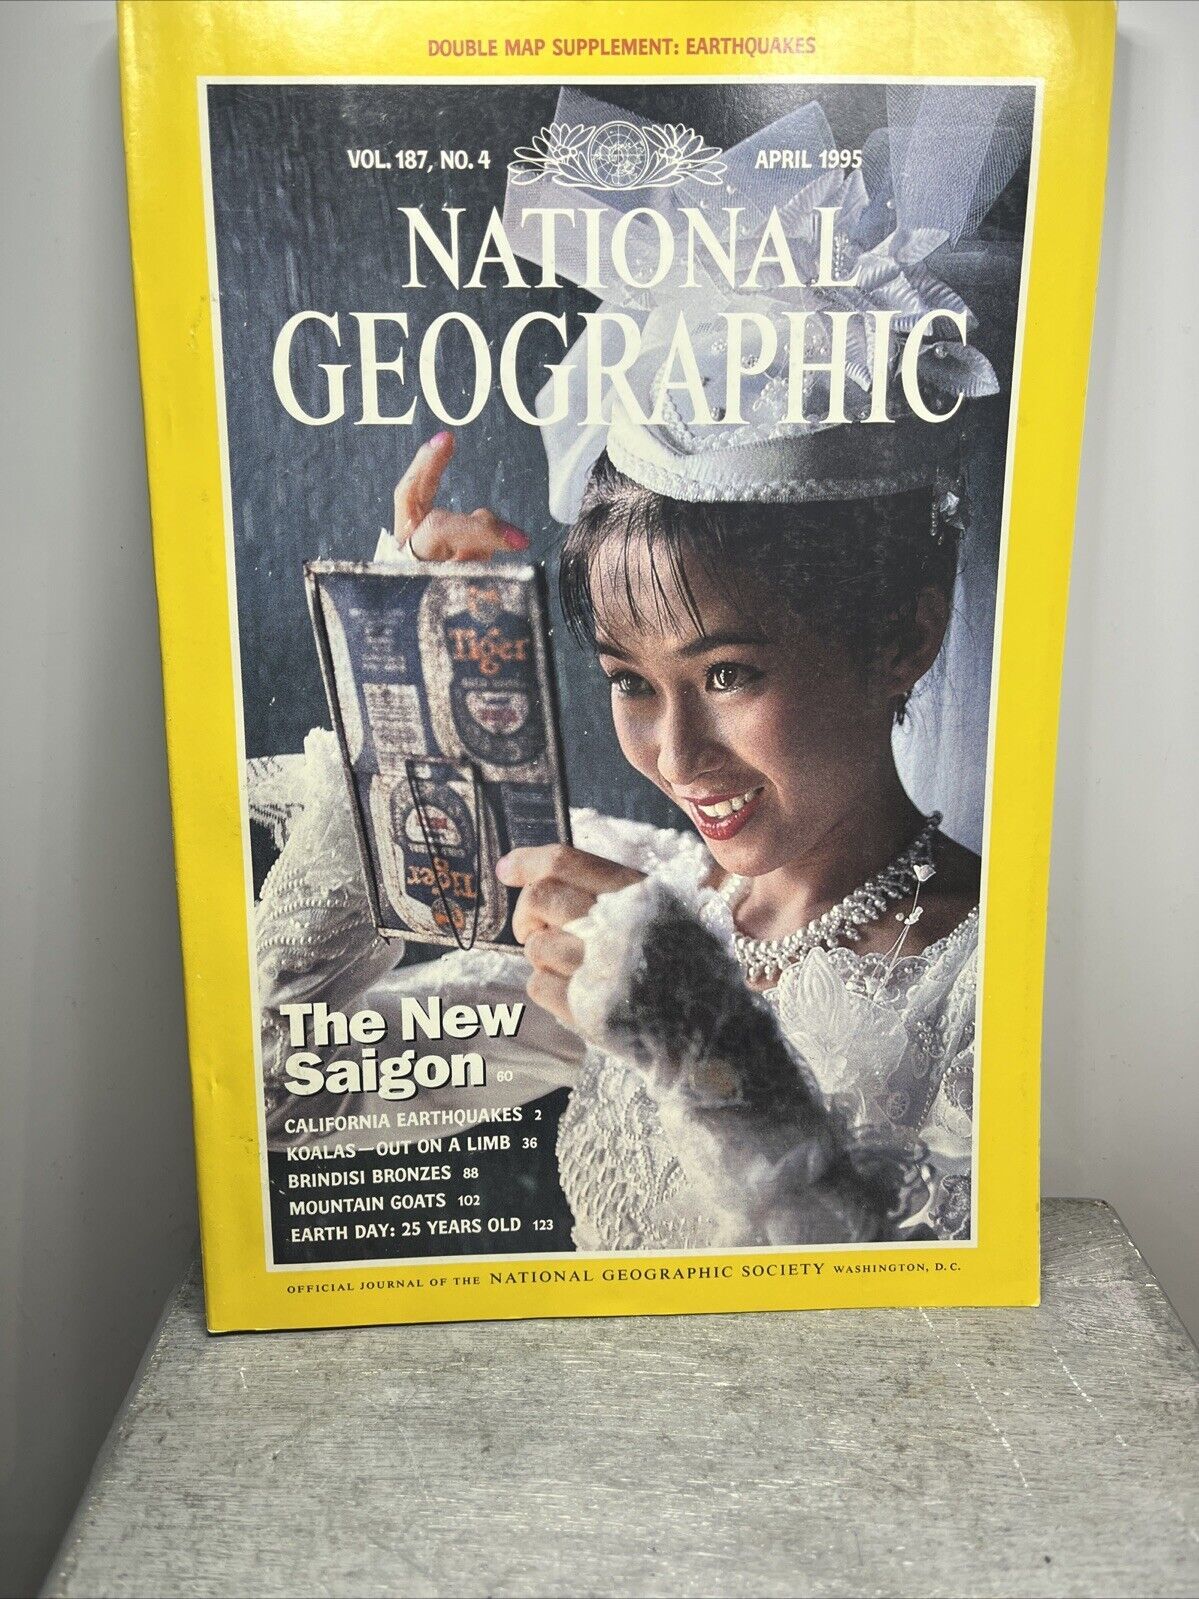 DOUBLE MAP SUPPLEMENT: EARTHQUAKES
VOL. 187, NO. 4
APRIL 1995
NATIONAL
GEOGRAPHIC
Tiger
Tiger
The New
Saigon 60
CALIFORNIA EARTHQUAKES 2
KOALAS—OUT ON A LIMB 36
BRINDISI BRONZES 88
MOUNTAIN GOATS 102
EARTH DAY: 25 YEARS OLD 123
OFFICIAL JOURNAL OF THE NATIONAL GEOGRAPHIC SOCIETY WASHINGTON, D.C.